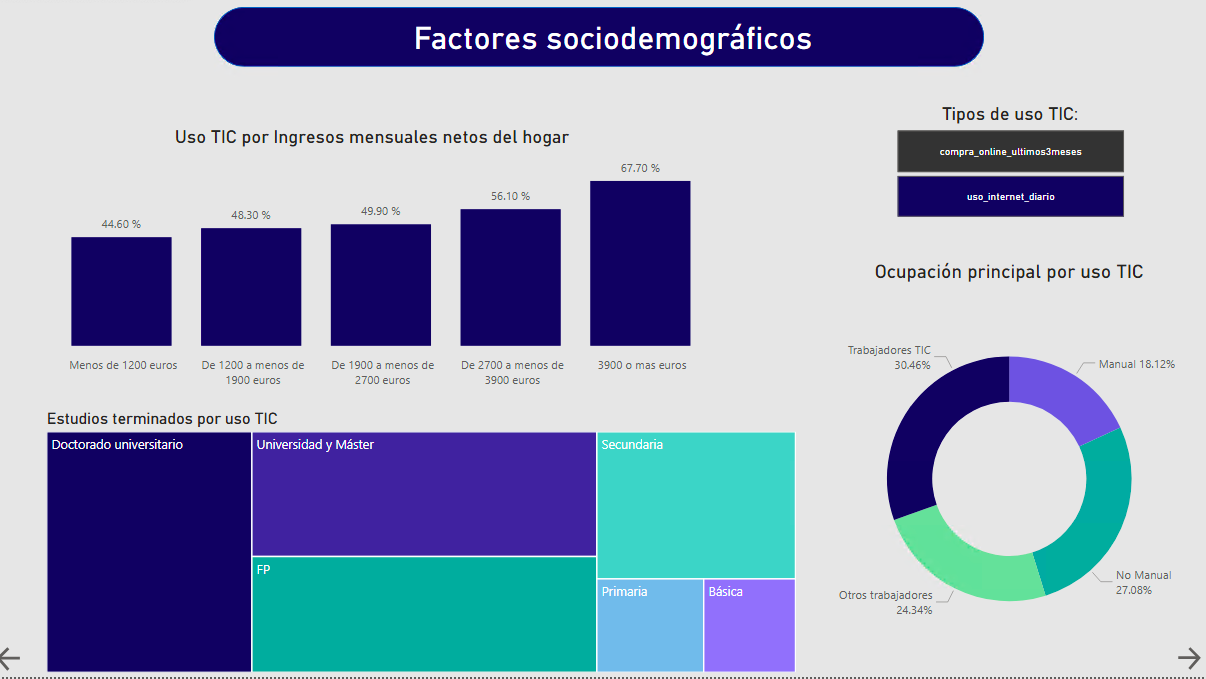 Factores sociodemográficos
Uso TIC por Ingresos mensuales netos del hogar
44.60 %
48.30 %
49.90 %
56.10 %
67.70 %
Menos de 1200 euros
De 1200 a menos de
1900 euros
De 1900 a menos de
2700 euros
De 2700 a menos de
3900 euros
3900 o mas euros
Tipos de uso TIC:
compra_online_ultimos3meses
uso_internet_diario
Ocupación principal por uso TIC
Trabajadores TIC
30.46%
Manual 18.12%
No Manual
27.08%
Otros trabajadores
24.34%
Estudios terminados por uso TIC
Doctorado universitario
Universidad y Máster
FP
Secundaria
Primaria
Básica